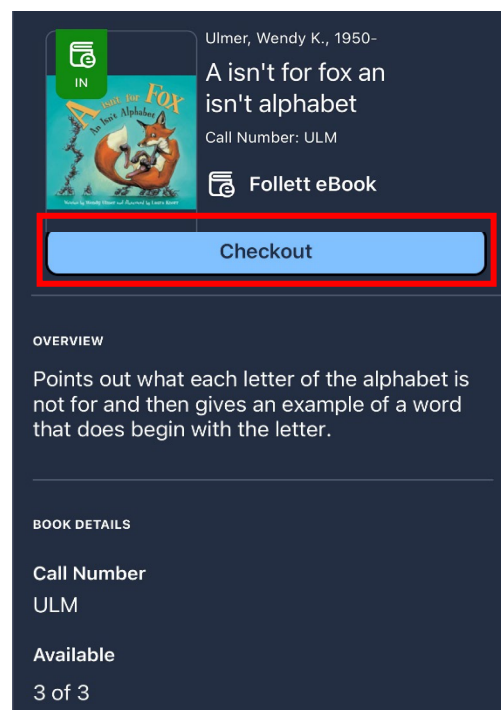 Ulmer, Wendy K., 1950-
IN
A isn't for fox an
isn't alphabet
A isn't for Fox
An Isn't Alphabet
Call Number: ULM
Follett eBook
Checkout
OVERVIEW
Points out what each letter of the alphabet is
not for and then gives an example of a word
that does begin with the letter.
BOOK DETAILS
Call Number
ULM
Available
3 of 3